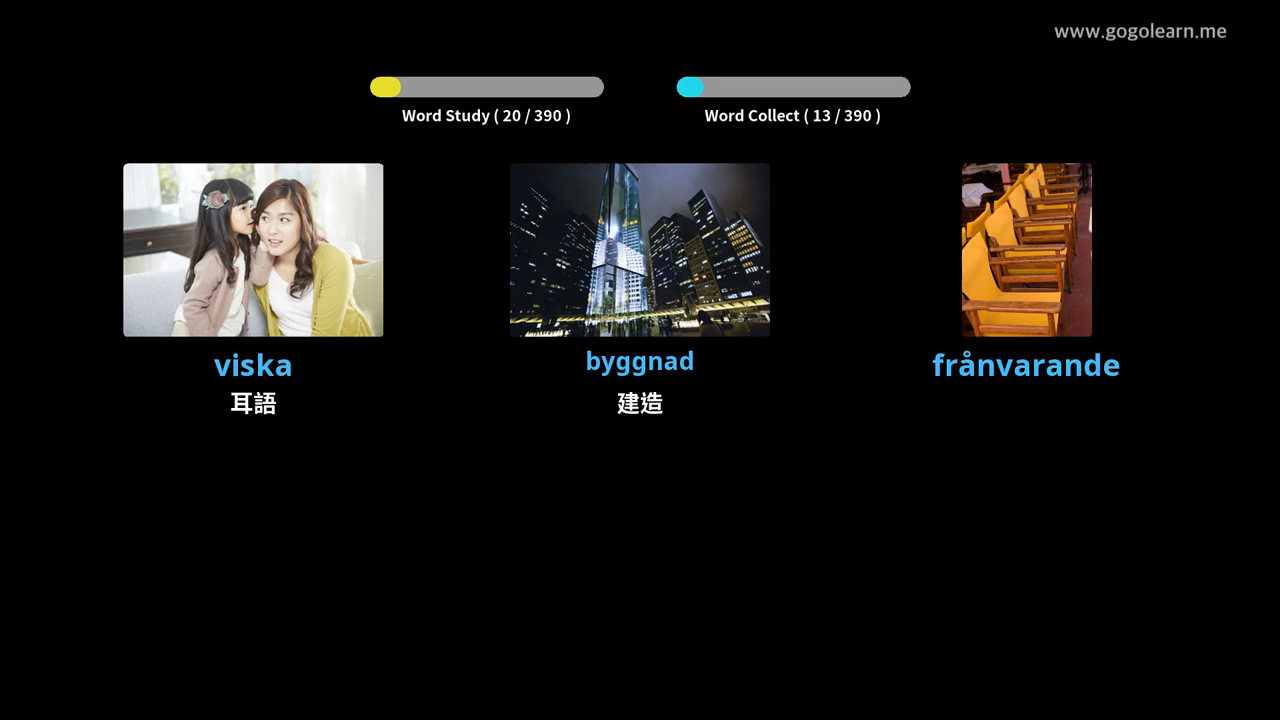 www.gogolearn.me
Word Study ( 20 / 390 )
Word Collect ( 13 / 390 )
viska
耳語
byggnad
建造
frånvarande